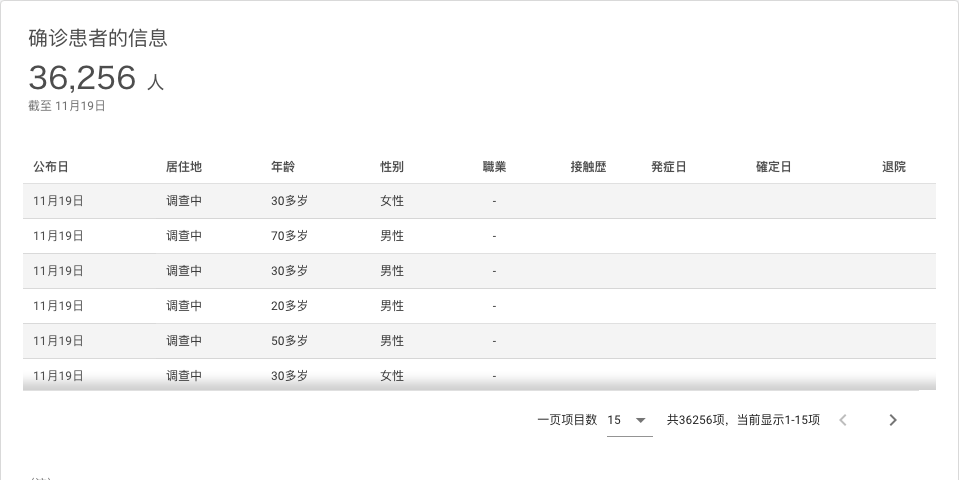 确诊患者的信息
36,256 人
截至 11月19日
公布日 居住地 年龄 性别 職業 接触歴 発症日 確定日 退院
11月19日 调查中 30多岁 女性 -
11月19日 调查中 70多岁 男性 -
11月19日 调查中 30多岁 男性 -
11月19日 调查中 20多岁 男性 -
11月19日 调查中 50多岁 男性 -
11月19日 调查中 30多岁 女性 -
一页项目数 15 共36256项，当前显示1-15项